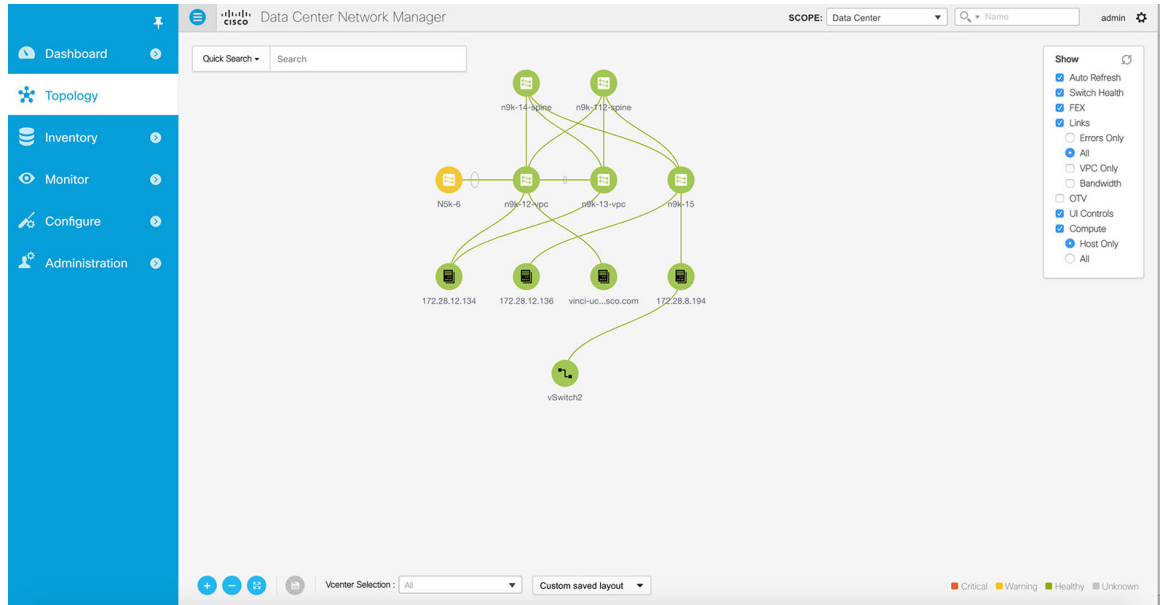 CISCO Data Center Network Manager
SCOPE: Data Center
Name
admin
Dashboard
Topology
Inventory
Monitor
Configure
Administration
Quick Search
Search
n9k-14-spine
n9k-112-spine
N5k-6
n9k-12-vpc
n9k-13-vpc
n9k-15
172.28.12.134
172.28.12.136
vinci-uc...sco.com
172.28.8.194
vSwitch2
Show
Auto Refresh
Switch Health
FEX
Links
Errors Only
All
VPC Only
Bandwidth
OTV
UI Controls
Compute
Host Only
All
Vcenter Selection : All
Custom saved layout
Critical Warning Healthy Unknown